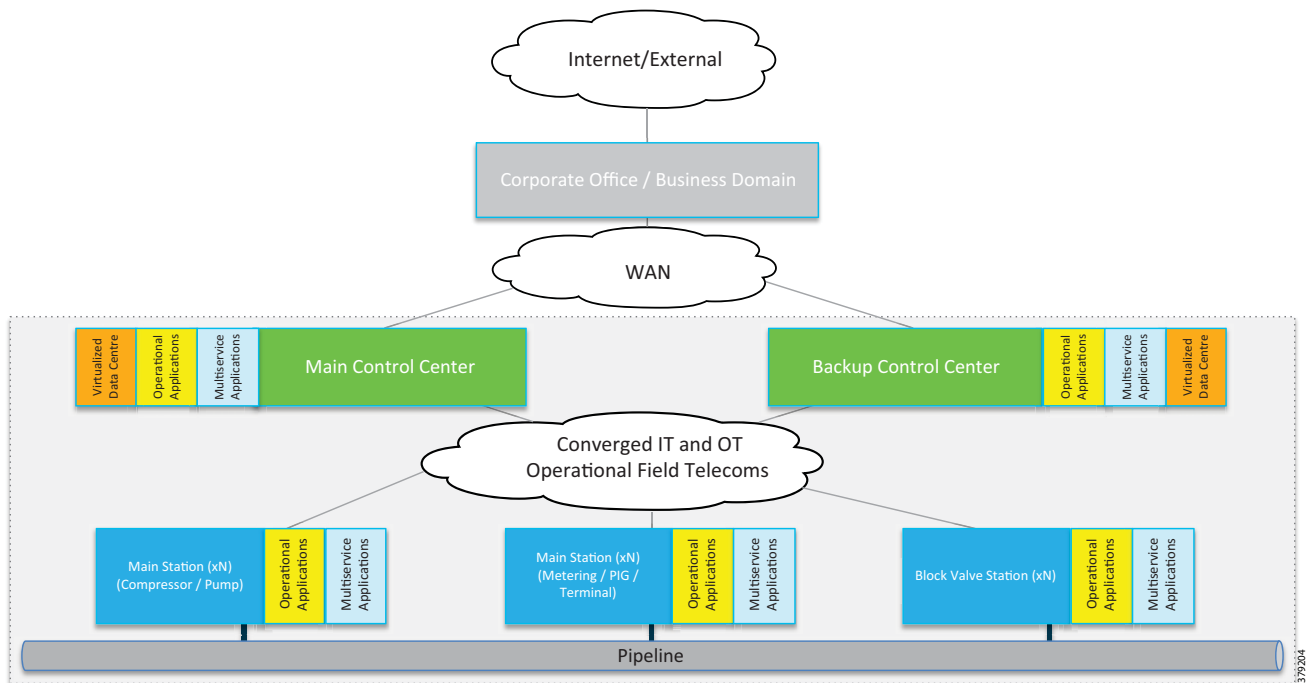 Internet/External
Corporate Office / Business Domain
WAN
Virtualized
Data Centre
Operational
Applications
Multiservice
Applications
Main Control Center
Backup Control Center
Operational
Applications
Multiservice
Applications
Virtualized
Data Centre
Converged IT and OT
Operational Field Telecoms
Main Station (xN)
(Compressor / Pump)
Operational
Applications
Multiservice
Applications
Main Station (xN)
(Metering / PIG /
Terminal)
Operational
Applications
Multiservice
Applications
Block Valve Station (xN)
Operational
Applications
Multiservice
Applications
Pipeline
379204